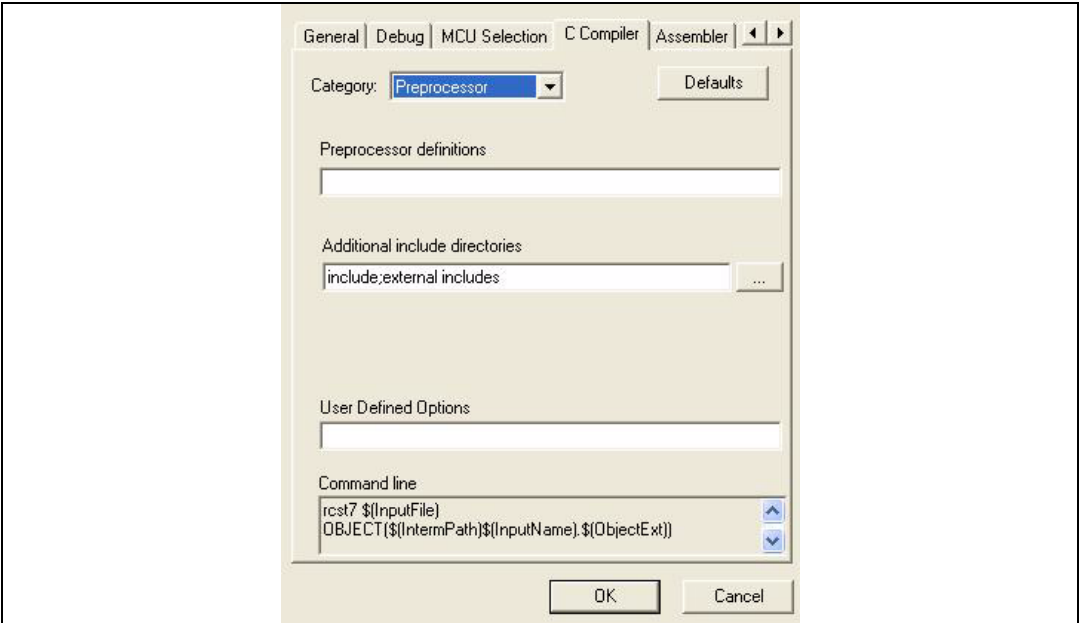 General Debug MCU Selection C Compiler Assembler
Category: Preprocessor Defaults
Preprocessor definitions
Additional include directories
include;external includes ...
User Defined Options
Command line
rcst7 $(InputFile)
OBJECT($(IntermPath)$(InputName).$(ObjectExt))
OK Cancel